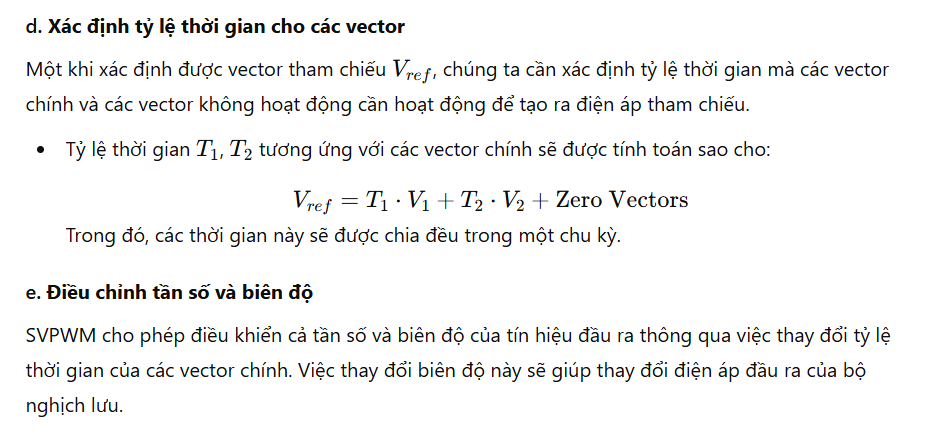 d. Xác định tỷ lệ thời gian cho các vector
Một khi xác định được vector tham chiếu V_{ref}, chúng ta cần xác định tỷ lệ thời gian mà các vector
chính và các vector không hoạt động cần hoạt động để tạo ra điện áp tham chiếu.
• Tỷ lệ thời gian T_1, T_2 tương ứng với các vector chính sẽ được tính toán sao cho:
V_{ref} = T_1 · V_1 + T_2 · V_2 + Zero Vectors
Trong đó, các thời gian này sẽ được chia đều trong một chu kỳ.
e. Điều chỉnh tần số và biên độ
SVPWM cho phép điều khiển cả tần số và biên độ của tín hiệu đầu ra thông qua việc thay đổi tỷ lệ
thời gian của các vector chính. Việc thay đổi biên độ này sẽ giúp thay đổi điện áp đầu ra của bộ
nghịch lưu.